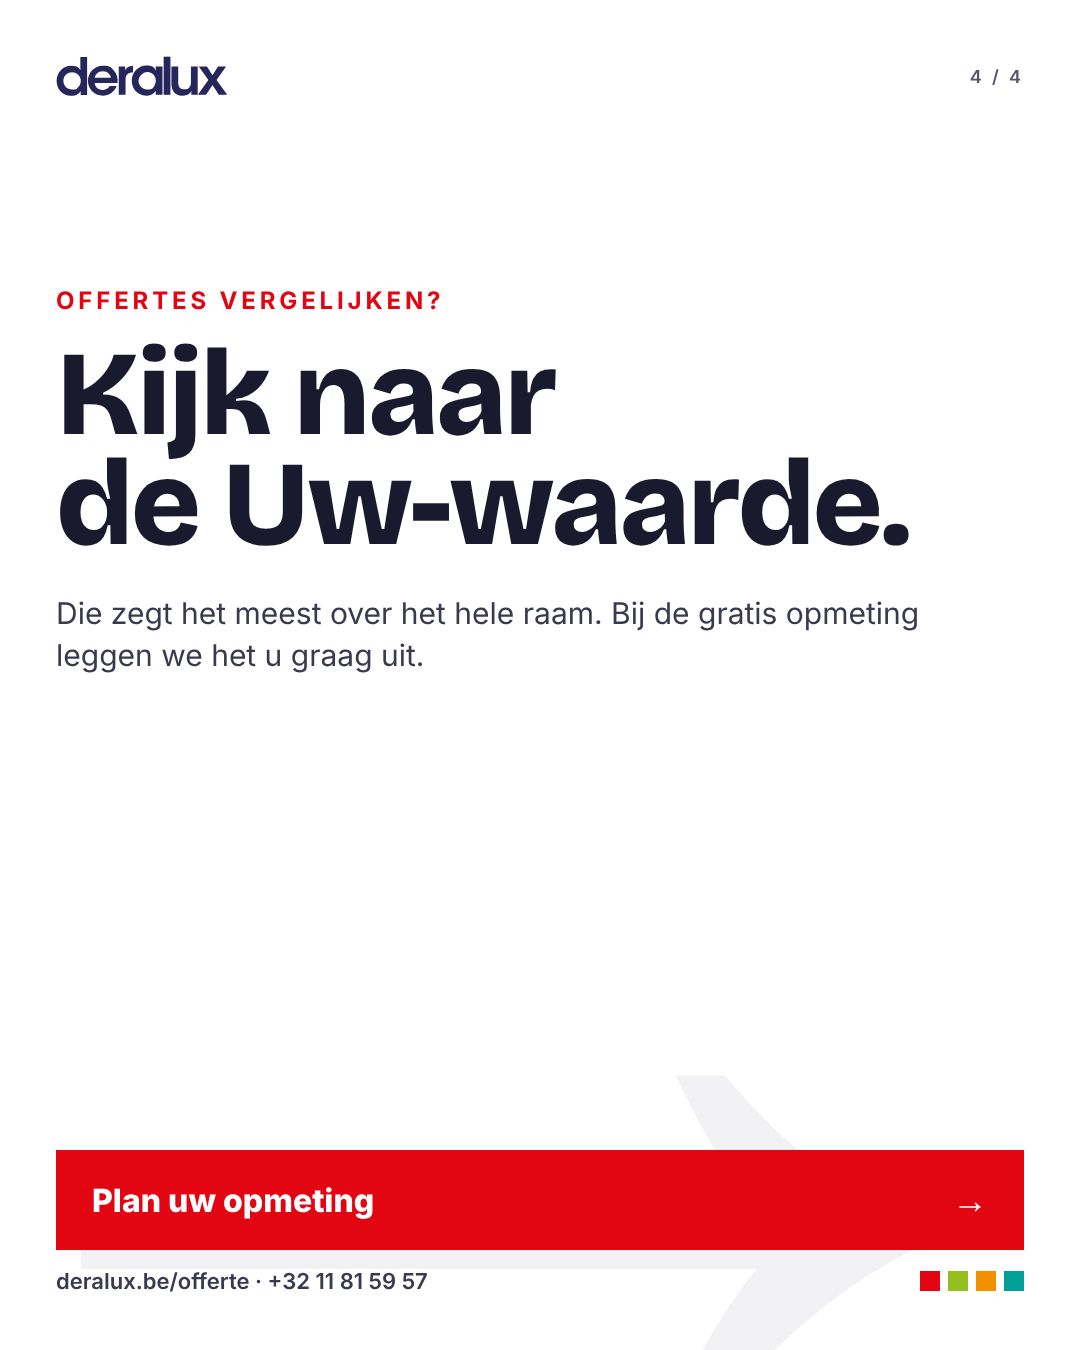 deralux
4 / 4
OFFERTES VERGELIJKEN?
Kijk naar
de Uw-waarde.
Die zegt het meest over het hele raam. Bij de gratis opmeting
leggen we het u graag uit.
Plan uw opmeting →
deralux.be/offerte · +32 11 81 59 57